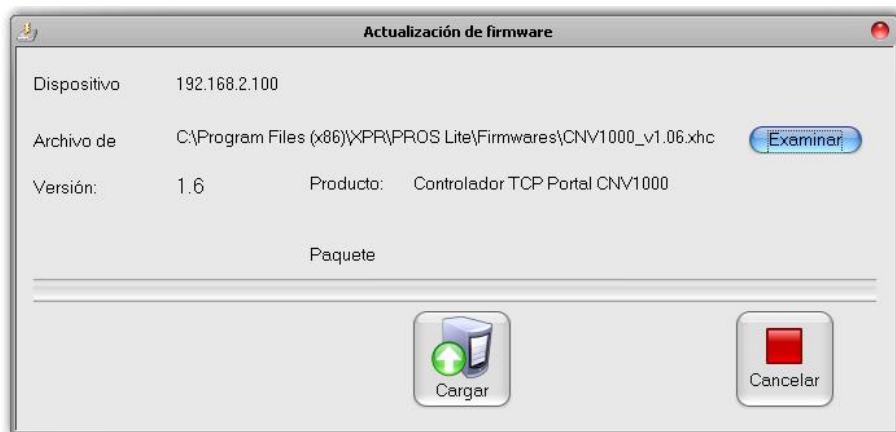 Actualización de firmware
Dispositivo 192.168.2.100
Archivo de C:\Program Files (x86)\XPR\PROS Lite\Firmwares\CNV1000_v1.06.xhc Examinar
Versión: 1.6 Producto: Controlador TCP Portal CNV1000
Paquete
Cargar Cancelar